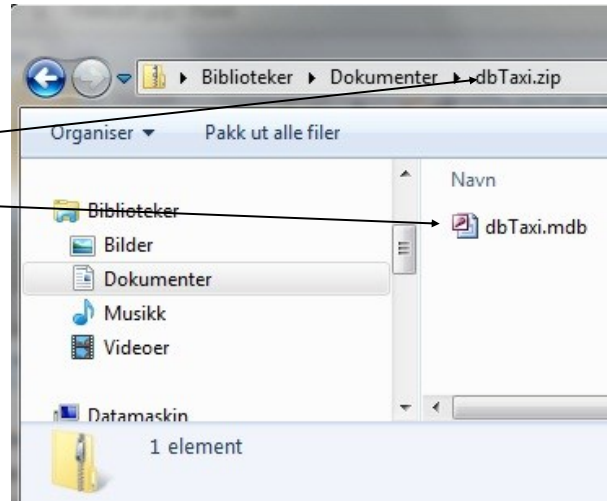 Biblioteker ▸ Dokumenter ▸ dbTaxi.zip
Organiser ▾ Pakk ut alle filer
Navn
Biblioteker
dbTaxi.mdb
Bilder
Dokumenter
Musikk
Videoer
Datamaskin
1 element